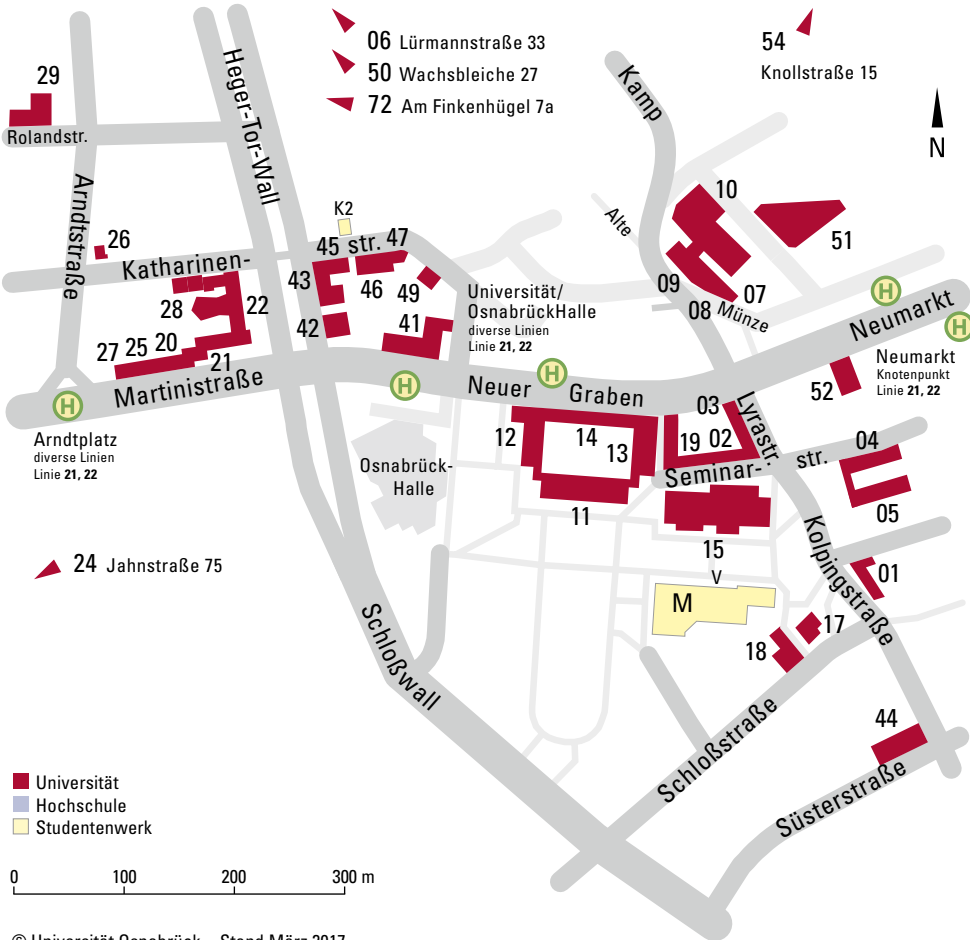 06 Lürmannstraße 33
50 Wachsbleiche 27
72 Am Finkenhügel 7a
54
Knollstraße 15
N
29
Rolandstr.
Arndtstraße
Heger-Tor-Wall
Kamp
Alte
Münze
10
51
09
08
07
26
Katharinen-
str.
K2
45
47
43
46
49
42
41
28
22
27
25
20
21
Martinistraße
Universität/
OsnabrückHalle
diverse Linien
Linie 21, 22
H
H
H
H
H
Neumarkt
Neumarkt
Knotenpunkt
Linie 21, 22
52
Neuer
Graben
Arndtplatz
diverse Linien
Linie 21, 22
Osnabrück-
Halle
12
14
13
11
03
02
19
Lyrastr.
Seminar-
str.
04
05
15
V
M
01
17
18
Kolpingstraße
24 Jahnstraße 75
Schloßwall
Schloßstraße
44
Süsterstraße
Universität
Hochschule
Studentenwerk
0 100 200 300 m
© Universität Osnabrück – Stand März 2017